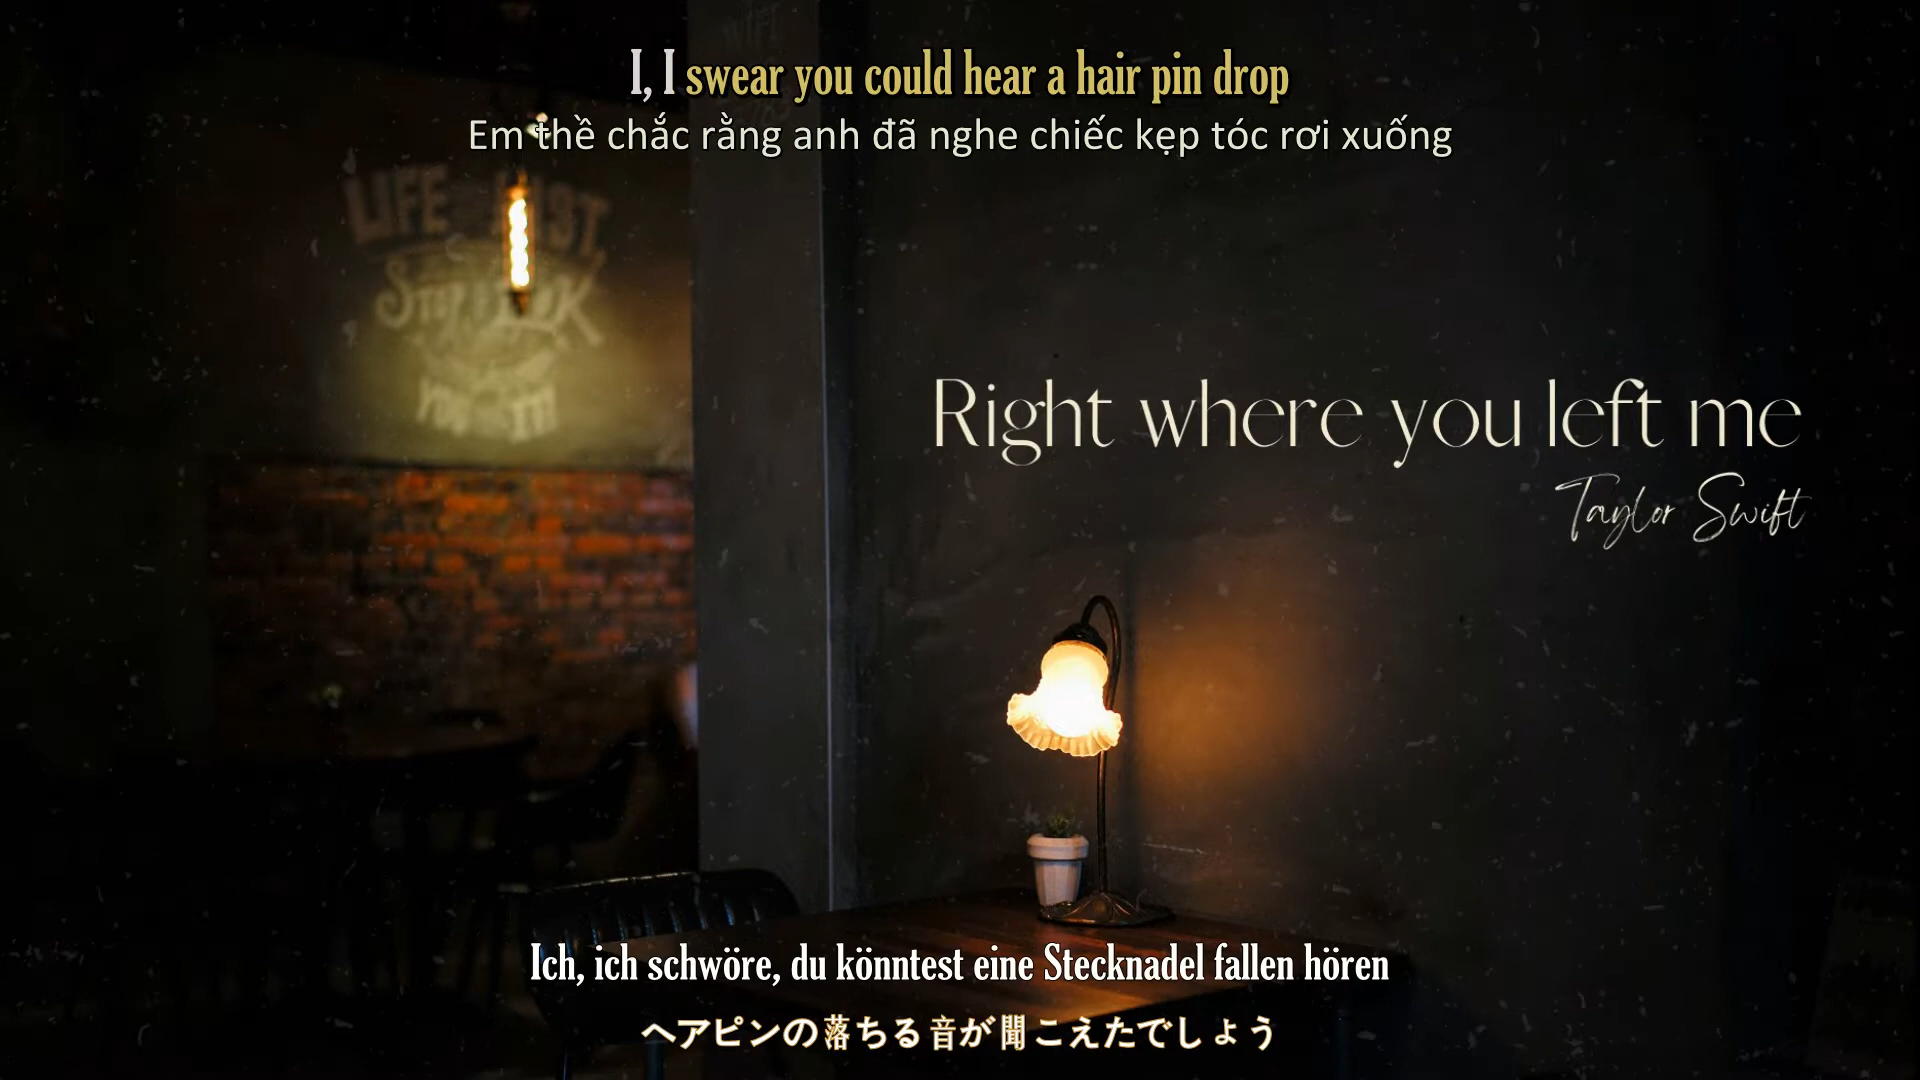 I, I swear you could hear a hair pin drop
Em thề chắc rằng anh đã nghe chiếc kẹp tóc rơi xuống
LIFE
Right where you left me
Taylor Swift
Ich, ich schwöre, du könntest eine Stecknadel fallen hören
ヘアピンの落ちる音が聞こえたでしょう